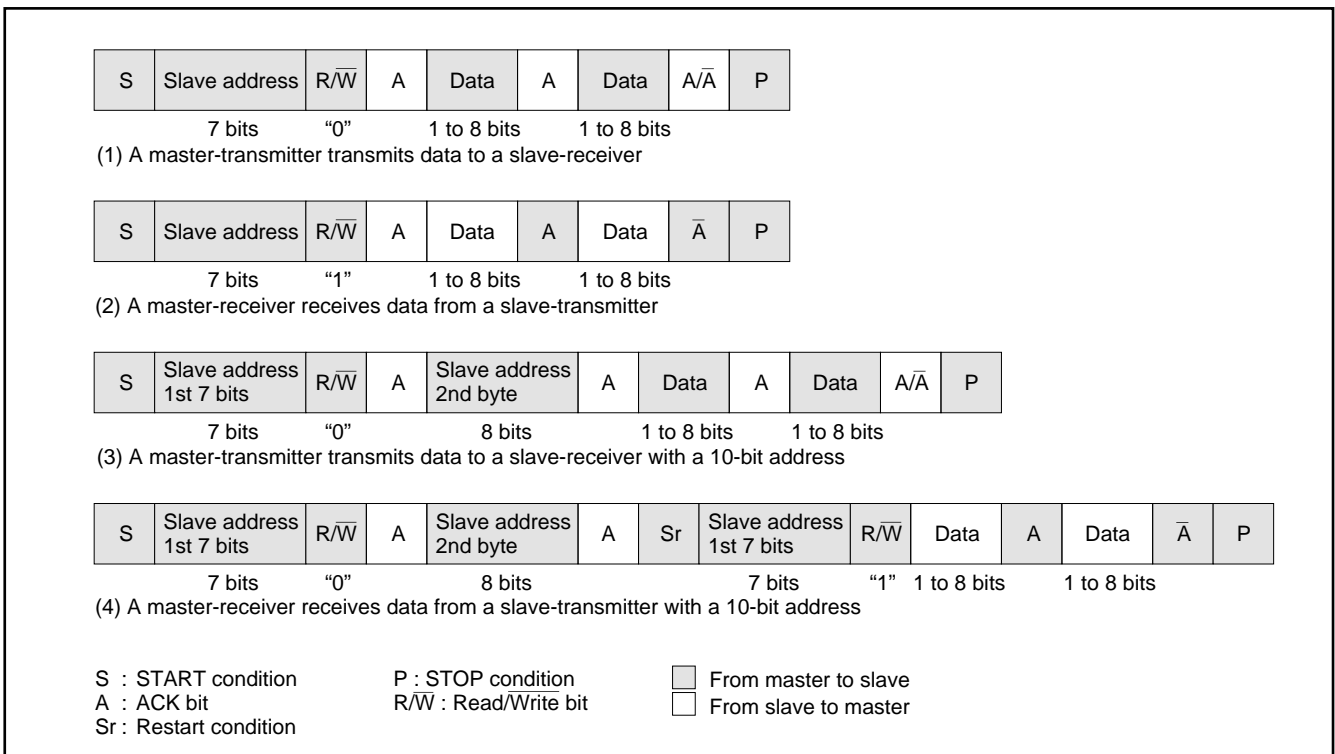 S Slave address R/W̅ A Data A Data A/A̅ P
7 bits “0” 1 to 8 bits 1 to 8 bits
(1) A master-transmitter transmits data to a slave-receiver
S Slave address R/W̅ A Data A Data A̅ P
7 bits “1” 1 to 8 bits 1 to 8 bits
(2) A master-receiver receives data from a slave-transmitter
S Slave address 1st 7 bits R/W̅ A Slave address 2nd byte A Data A Data A/A̅ P
7 bits “0” 8 bits 1 to 8 bits 1 to 8 bits
(3) A master-transmitter transmits data to a slave-receiver with a 10-bit address
S Slave address 1st 7 bits R/W̅ A Slave address 2nd byte A Sr Slave address 1st 7 bits R/W̅ Data A Data A̅ P
7 bits “0” 8 bits 7 bits “1” 1 to 8 bits 1 to 8 bits
(4) A master-receiver receives data from a slave-transmitter with a 10-bit address
S : START condition P : STOP condition From master to slave
A : ACK bit R/W̅ : Read/W̅r̅i̅t̅e̅ bit From slave to master
Sr : Restart condition